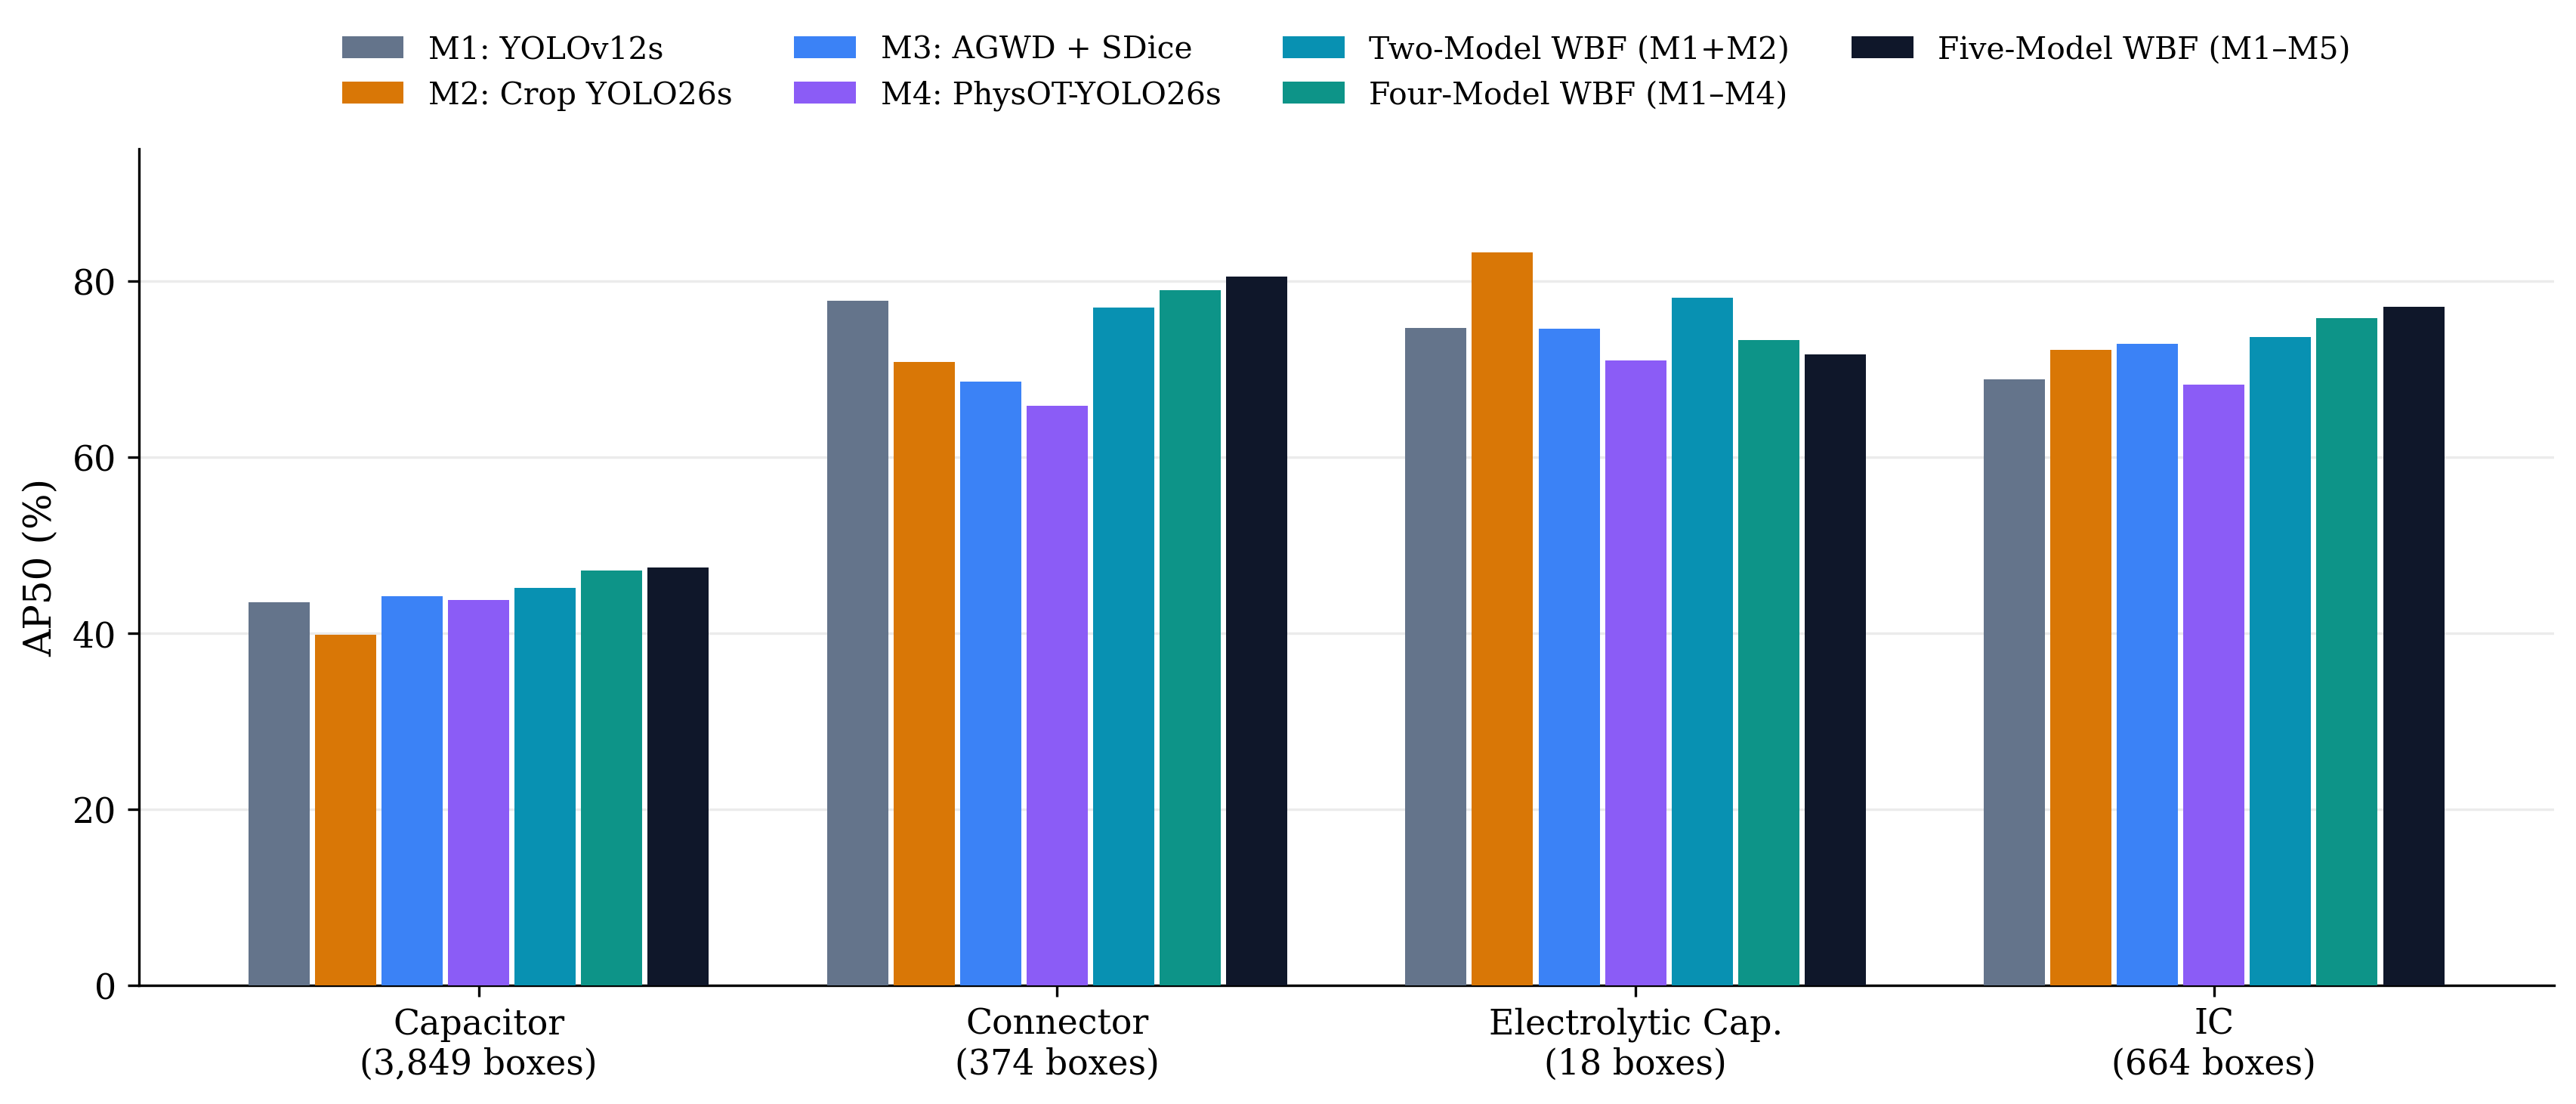 M1: YOLOv12s
M2: Crop YOLO26s
M3: AGWD + SDice
M4: PhysOT-YOLO26s
Two-Model WBF (M1+M2)
Four-Model WBF (M1–M4)
Five-Model WBF (M1–M5)
AP50 (%)
80
60
40
20
0
Capacitor
(3,849 boxes)
Connector
(374 boxes)
Electrolytic Cap.
(18 boxes)
IC
(664 boxes)